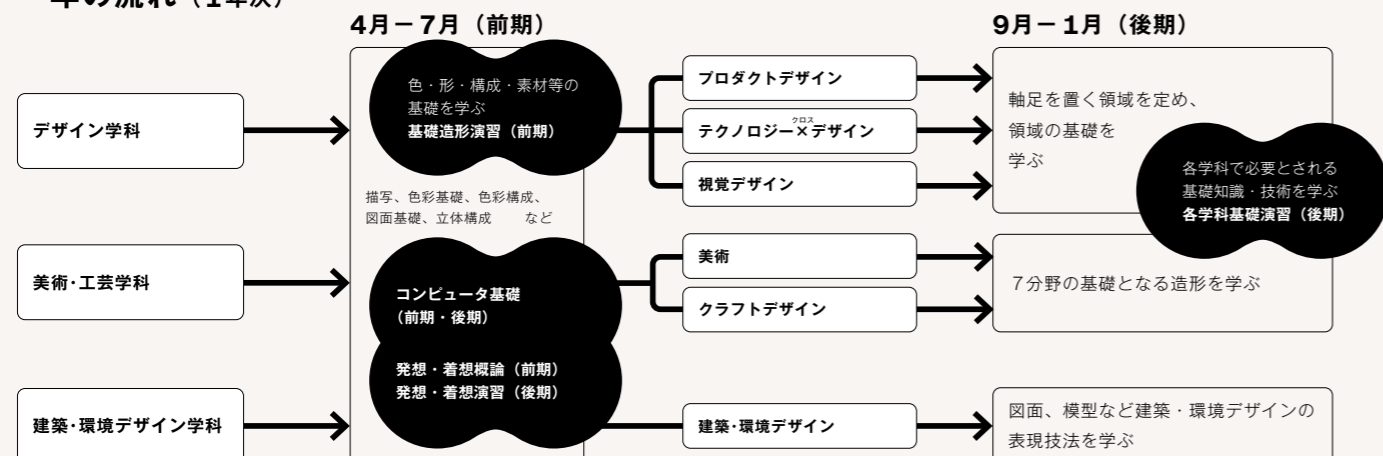 年の流れ（1年次）
4月－7月（前期）
9月－1月（後期）
デザイン学科
色・形・構成・素材等の
基礎を学ぶ
基礎造形演習（前期）
描写、色彩基礎、色彩構成、
図面基礎、立体構成　　など
プロダクトデザイン
クロス
テクノロジー×デザイン
視覚デザイン
軸足を置く領域を定め、
領域の基礎を
学ぶ
各学科で必要とされる
基礎知識・技術を学ぶ
各学科基礎演習（後期）
美術･工芸学科
コンピュータ基礎
（前期・後期）
発想・着想概論（前期）
発想・着想演習（後期）
美術
クラフトデザイン
7分野の基礎となる造形を学ぶ
建築･環境デザイン学科
建築･環境デザイン
図面、模型など建築・環境デザインの
表現技法を学ぶ